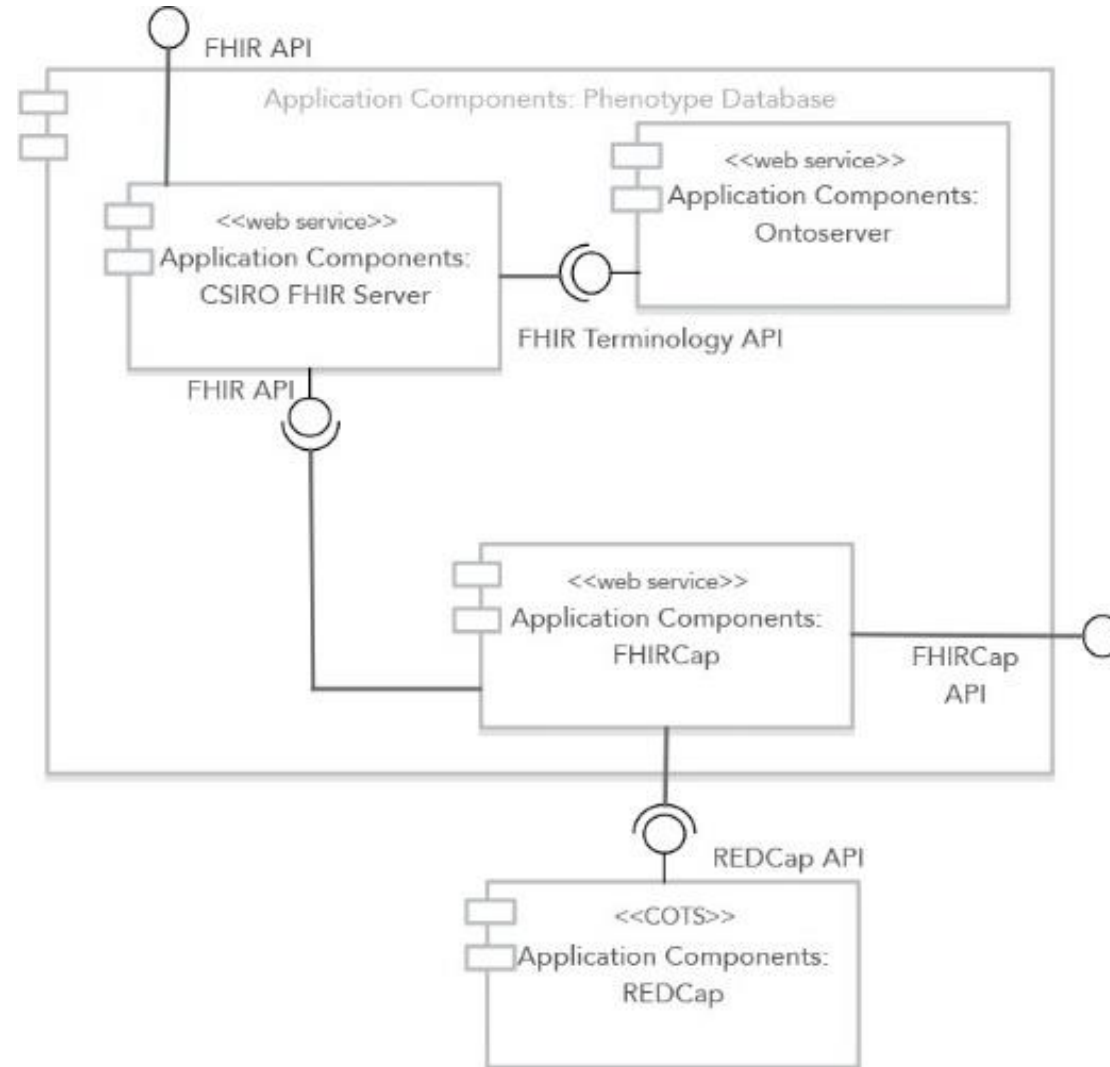 FHIR API
Application Components: Phenotype Database
<<web service>>
Application Components:
Ontoserver
<<web service>>
Application Components:
CSIRO FHIR Server
FHIR Terminology API
FHIR API
<<web service>>
Application Components:
FHIRCap
FHIRCap
API
REDCap API
<<COTS>>
Application Components:
REDCap